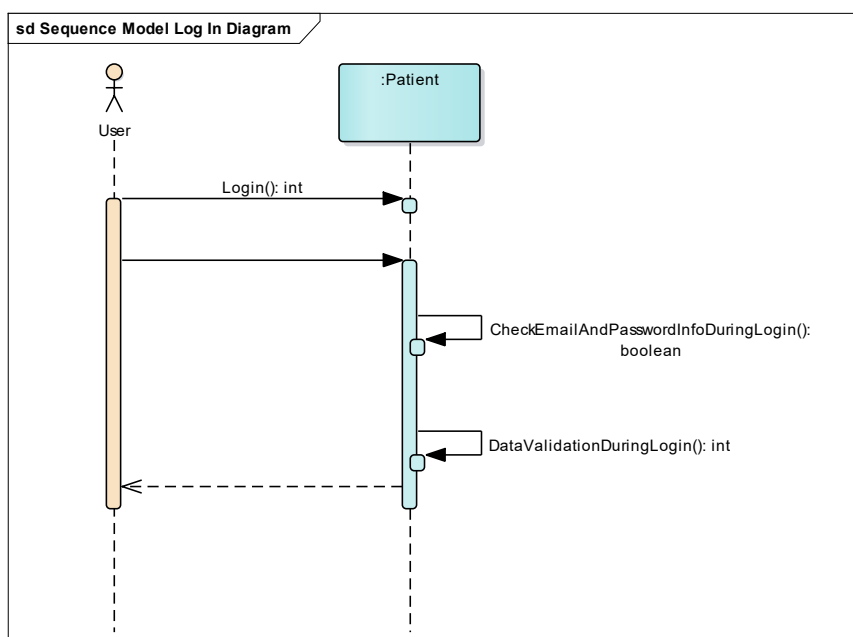 sd Sequence Model Log In Diagram
:Patient
User
Login(): int
CheckEmailAndPasswordInfoDuringLogin():
boolean
DataValidationDuringLogin(): int